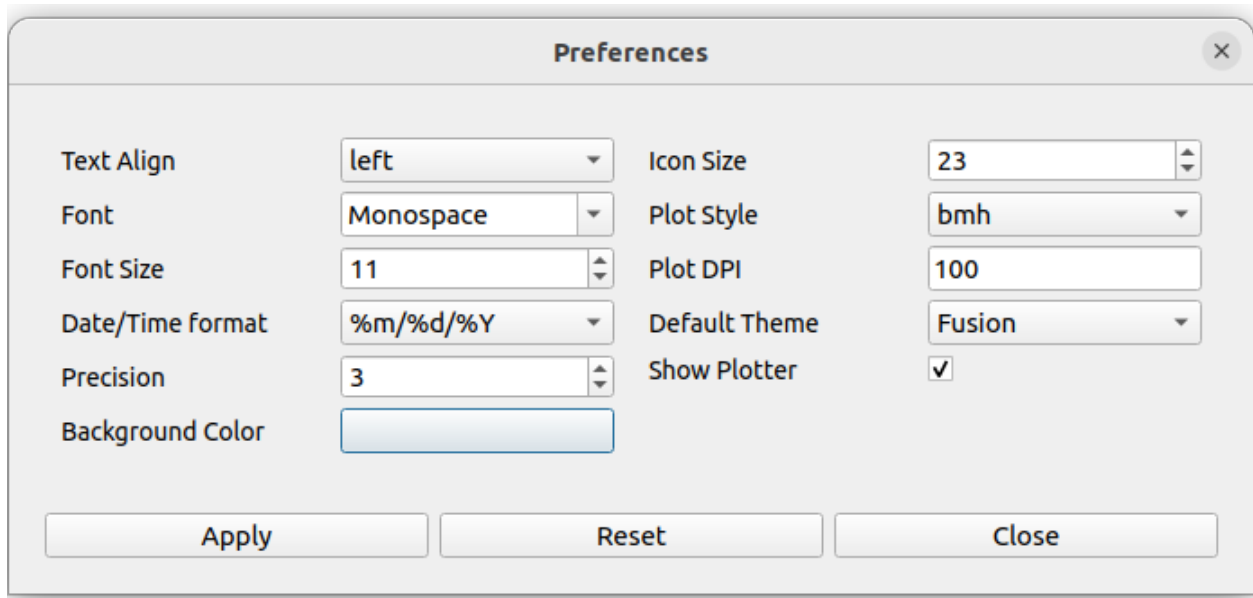 Preferences
Text Align left Icon Size 23
Font Monospace Plot Style bmh
Font Size 11 Plot DPI 100
Date/Time format %m/%d/%Y Default Theme Fusion
Precision 3 Show Plotter
Background Color
Apply Reset Close